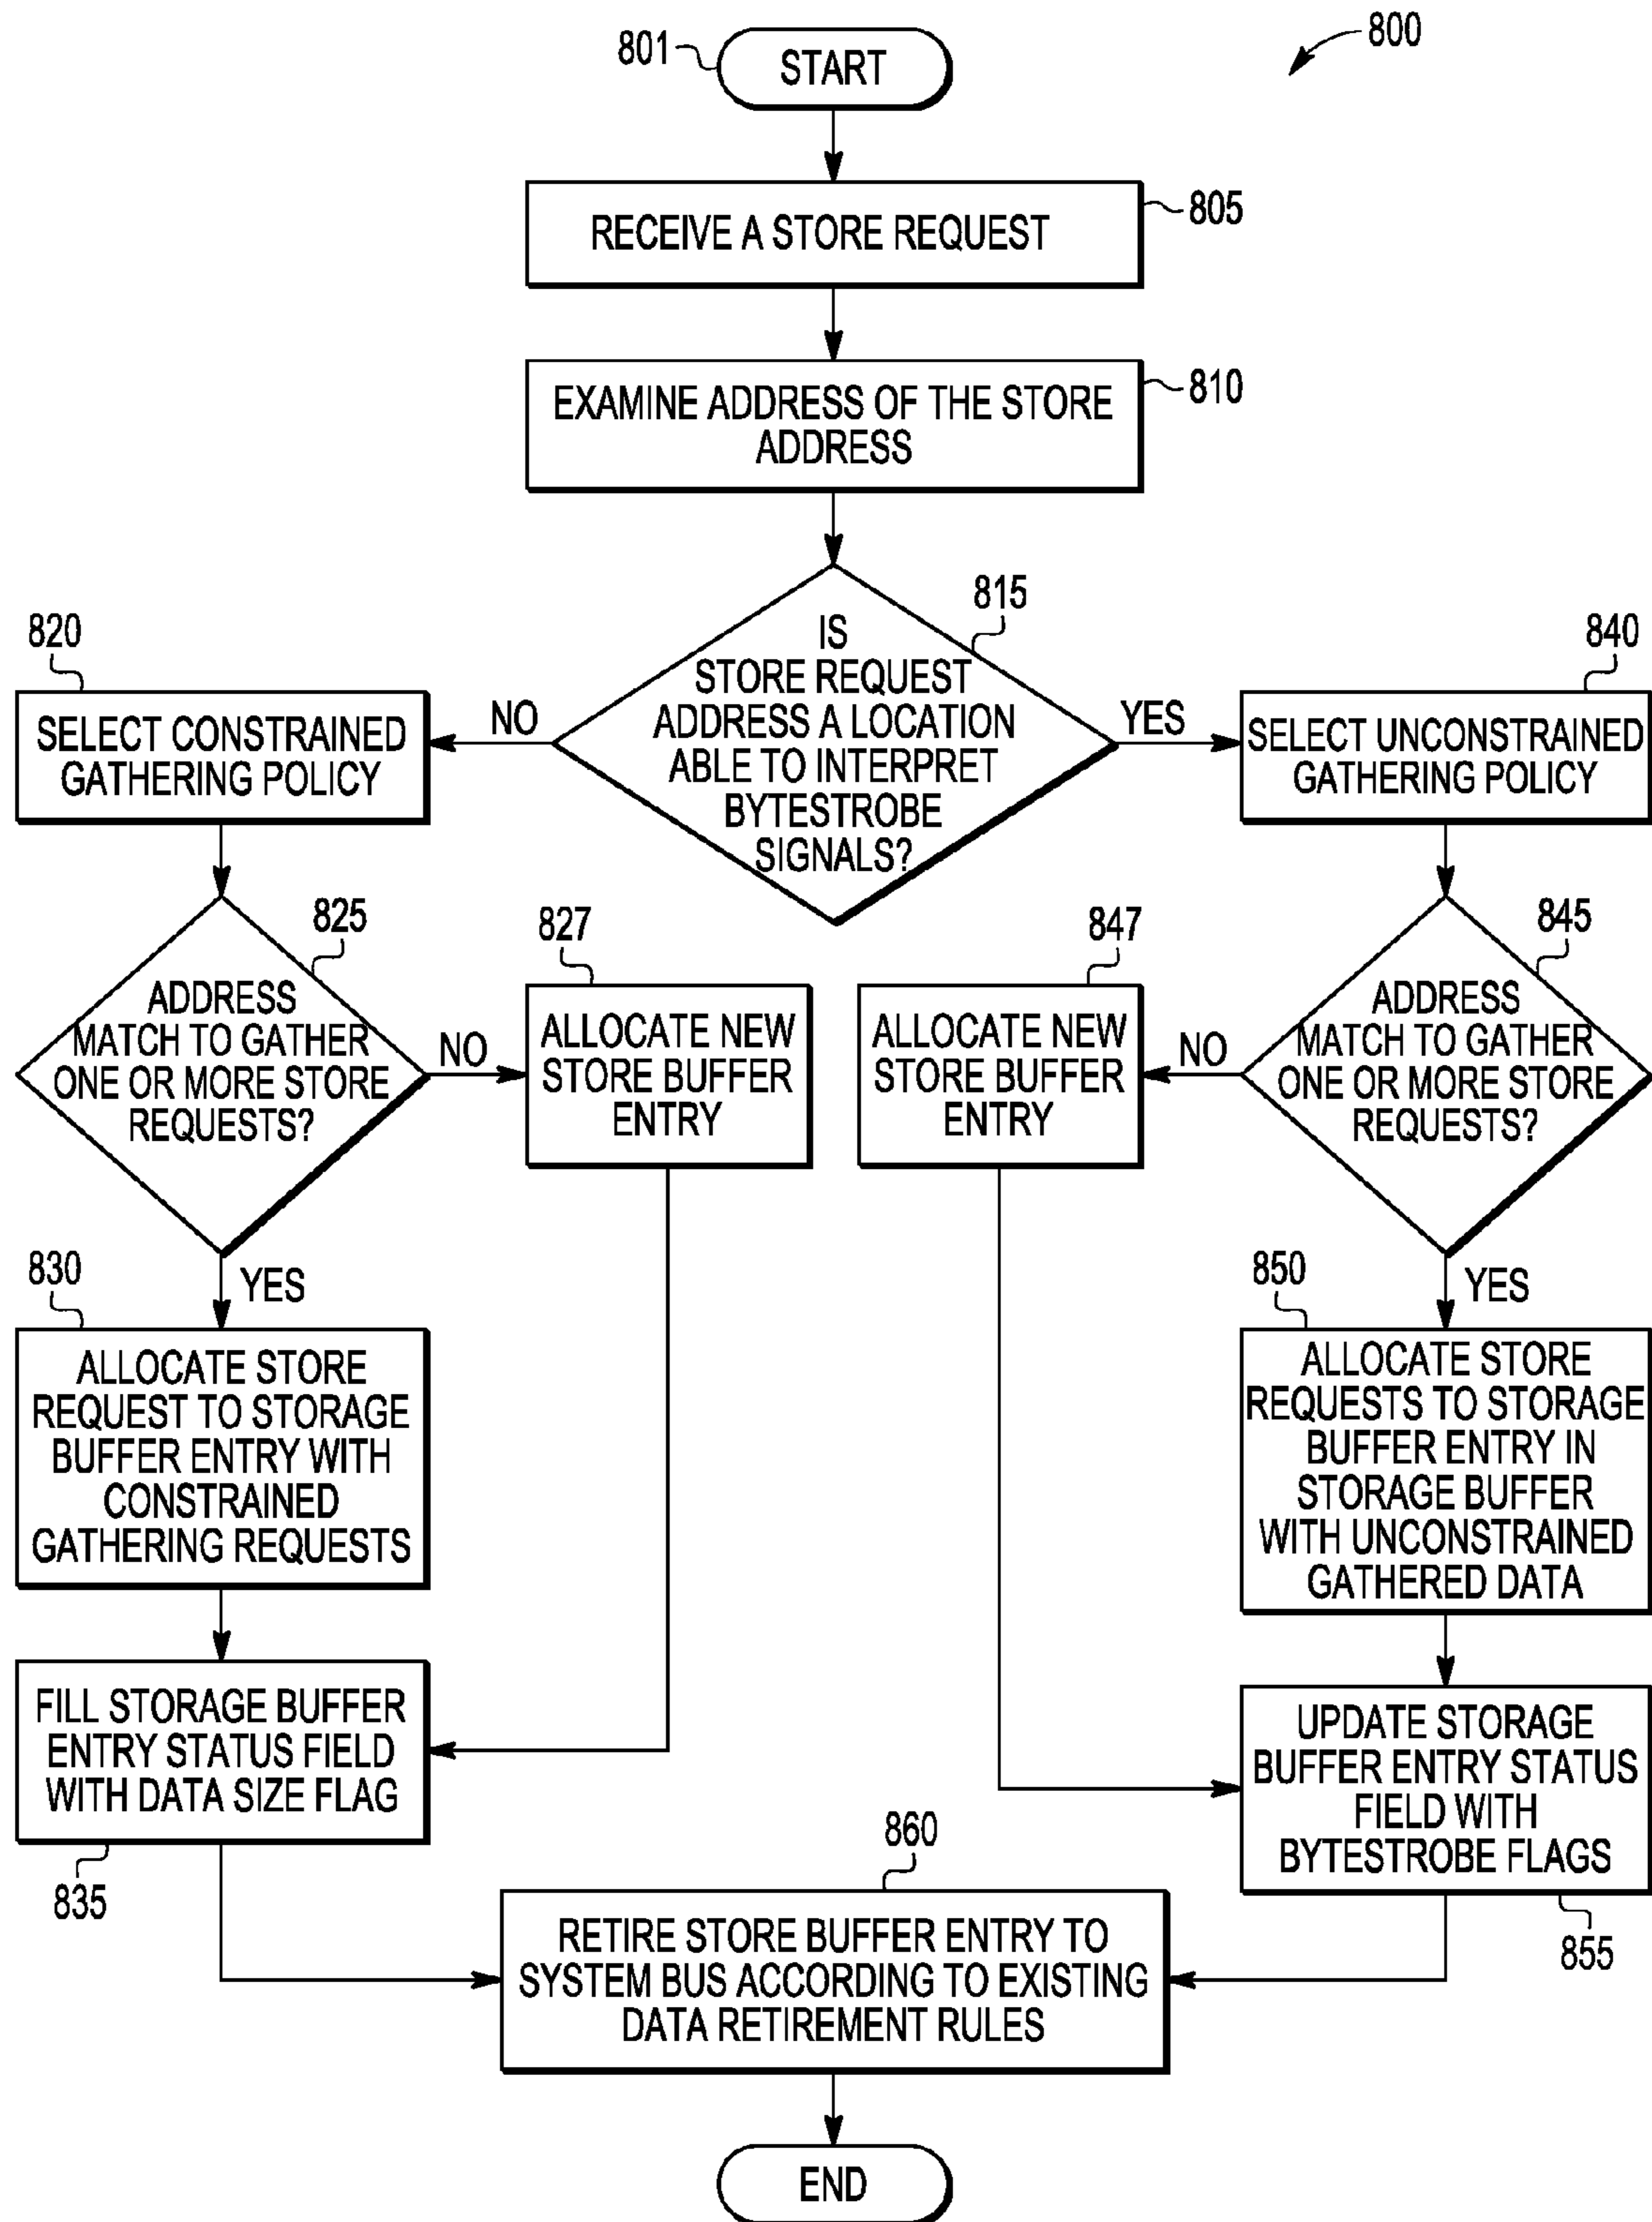 800
801
START
RECEIVE A STORE REQUEST
805
EXAMINE ADDRESS OF THE STORE
ADDRESS
810
815
IS
STORE REQUEST
ADDRESS A LOCATION
ABLE TO INTERPRET
BYTESTROBE
SIGNALS?
NO
YES
820
SELECT CONSTRAINED
GATHERING POLICY
840
SELECT UNCONSTRAINED
GATHERING POLICY
825
ADDRESS
MATCH TO GATHER
ONE OR MORE STORE
REQUESTS?
NO
YES
827
ALLOCATE NEW
STORE BUFFER
ENTRY
847
ALLOCATE NEW
STORE BUFFER
ENTRY
845
ADDRESS
MATCH TO GATHER
ONE OR MORE STORE
REQUESTS?
NO
YES
830
ALLOCATE STORE
REQUEST TO STORAGE
BUFFER ENTRY WITH
CONSTRAINED
GATHERING REQUESTS
850
ALLOCATE STORE
REQUESTS TO STORAGE
BUFFER ENTRY IN
STORAGE BUFFER
WITH UNCONSTRAINED
GATHERED DATA
FILL STORAGE BUFFER
ENTRY STATUS FIELD
WITH DATA SIZE FLAG
835
UPDATE STORAGE
BUFFER ENTRY STATUS
FIELD WITH
BYTESTROBE FLAGS
855
860
RETIRE STORE BUFFER ENTRY TO
SYSTEM BUS ACCORDING TO EXISTING
DATA RETIREMENT RULES
END